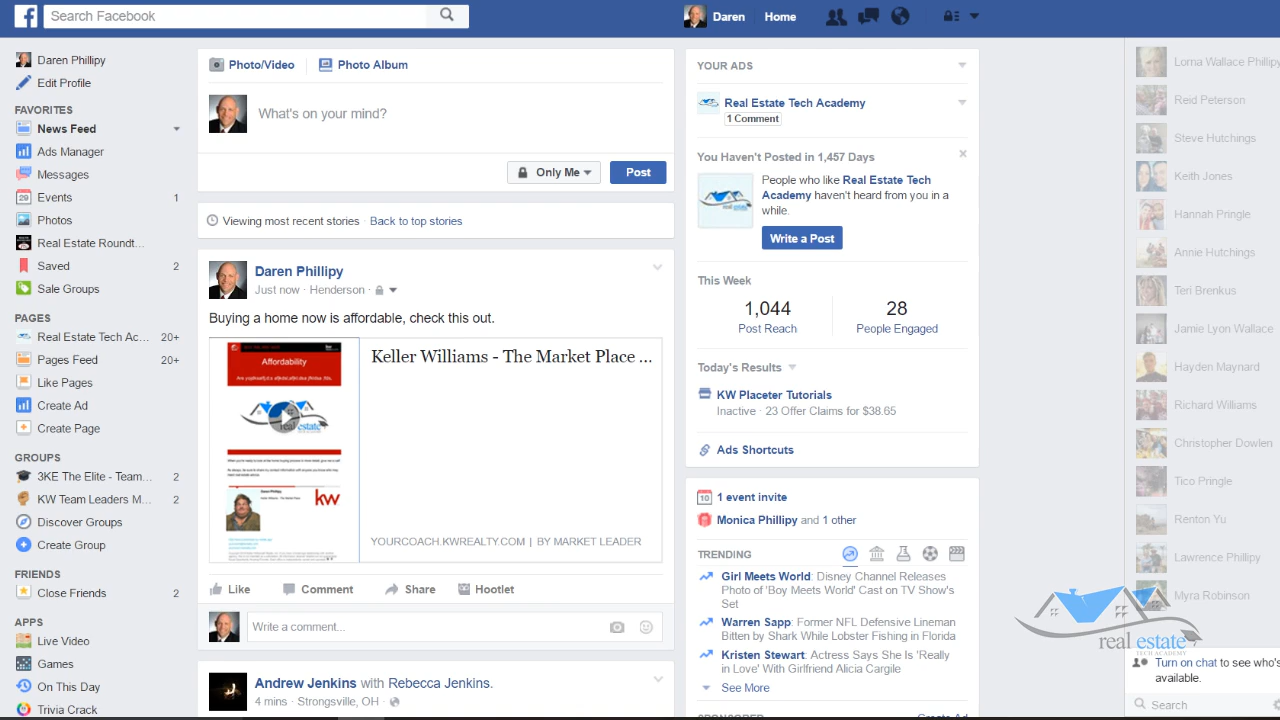 Search Facebook
Daren
Home
Daren Phillipy
Edit Profile
FAVORITES
News Feed
Ads Manager
Messages
Events 1
Photos
Real Estate Roundt...
Saved 2
Sale Groups
PAGES
Real Estate Tech Ac... 20+
Pages Feed 20+
Like Pages
Create Ad
Create Page
GROUPS
3KE The Elite - Team... 2
KW Team Leaders M... 2
Discover Groups
Create Group
FRIENDS
Close Friends 2
APPS
Live Video
Games
On This Day
Trivia Crack
Photo/Video
Photo Album
What's on your mind?
Only Me
Post
Viewing most recent stories · Back to top stories
Daren Phillipy
Just now · Henderson ·
Buying a home now is affordable, check this out.
Affordability
real estate
kw
Keller Williams - The Market Place ...
YOURCOACH.KWREALTY.COM | BY MARKET LEADER
Like
Comment
Share
Hootlet
Write a comment...
Andrew Jenkins with Rebecca Jenkins.
4 mins · Strongsville, OH ·
YOUR ADS
Real Estate Tech Academy
1 Comment
You Haven't Posted in 1,457 Days
People who like Real Estate Tech
Academy haven't heard from you in a
while.
Write a Post
This Week
1,044
Post Reach
28
People Engaged
Today's Results
KW Placeter Tutorials
Inactive · 23 Offer Claims for $38.65
Ads Shortcuts
10
1 event invite
Monica Phillipy and 1 other
TRENDING
Girl Meets World: Disney Channel Releases
Photo of 'Boy Meets World' Cast on TV Show's
Set
Warren Sapp: Former NFL Defensive Lineman
Bitten by Shark While Lobster Fishing in Florida
Kristen Stewart: Actress Says She Is 'Really
in Love' With Girlfriend Alicia Cargile
See More
Lorna Wallace Phillipy
Reid Peterson
Steve Hutchings
Keith Jones
Hannah Pringle
Annie Hutchings
Teri Brenkus
Jamie Lyon Wallace
Hayden Maynard
Richard Williams
Christopher Dowlen
Tico Pringle
Renton Yu
Lawrence Phillipy
Myra Robinson
real estate
TECH ACADEMY
Turn on chat to see who's
available.
Search